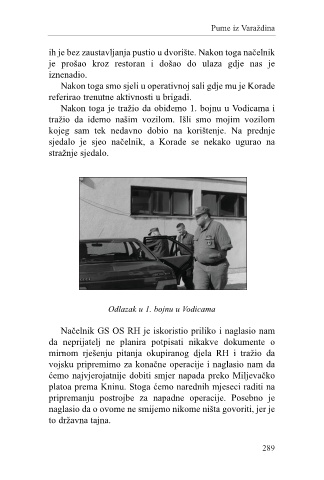 Pume iz Varaždina
ih je bez zaustavljanja pustio u dvorište. Nakon toga načelnik
je prošao kroz restoran i došao do ulaza gdje nas je
iznenadio.
Nakon toga smo sjeli u operativnoj sali gdje mu je Korade
referirao trenutne aktivnosti u brigadi.
Nakon toga je tražio da obiđemo 1. bojnu u Vodicama i
tražio da idemo našim vozilom. Išli smo mojim vozilom
kojeg sam tek nedavno dobio na korištenje. Na prednje
sjedalo je sjeo načelnik, a Korade se nekako ugurao na
stražnje sjedalo.
Odlazak u 1. bojnu u Vodicama
Načelnik GS OS RH je iskoristio priliko i naglasio nam
da neprijatelj ne planira potpisati nikakve dokumente o
mirnom rješenju pitanja okupiranog djela RH i tražio da
vojsku pripremimo za konačne operacije i naglasio nam da
ćemo najvjerojatnije dobiti smjer napada preko Miljevačko
platoa prema Kninu. Stoga ćemo narednih mjeseci raditi na
pripremanju postrojbe za napadne operacije. Posebno je
naglasio da o ovome ne smijemo nikome ništa govoriti, jer je
to državna tajna.
289